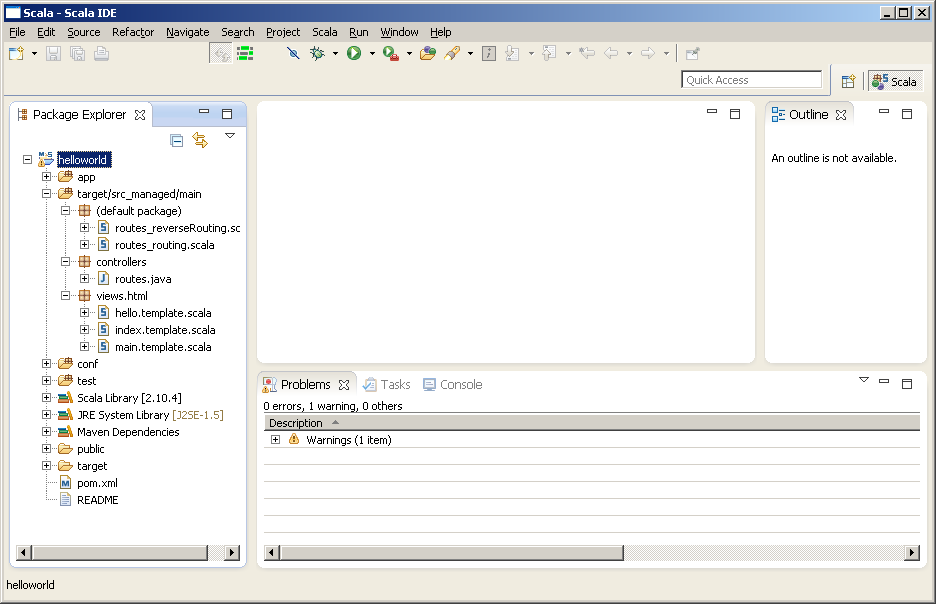 Scala - Scala IDE
File Edit Source Refactor Navigate Search Project Scala Run Window Help
Quick Access
Scala
Package Explorer
helloworld
app
target/src_managed/main
(default package)
routes_reverseRouting.sc
routes_routing.scala
controllers
routes.java
views.html
hello.template.scala
index.template.scala
main.template.scala
conf
test
Scala Library [2.10.4]
JRE System Library [J2SE-1.5]
Maven Dependencies
public
target
pom.xml
README
Outline
An outline is not available.
Problems Tasks Console
0 errors, 1 warning, 0 others
Description
Warnings (1 item)
helloworld